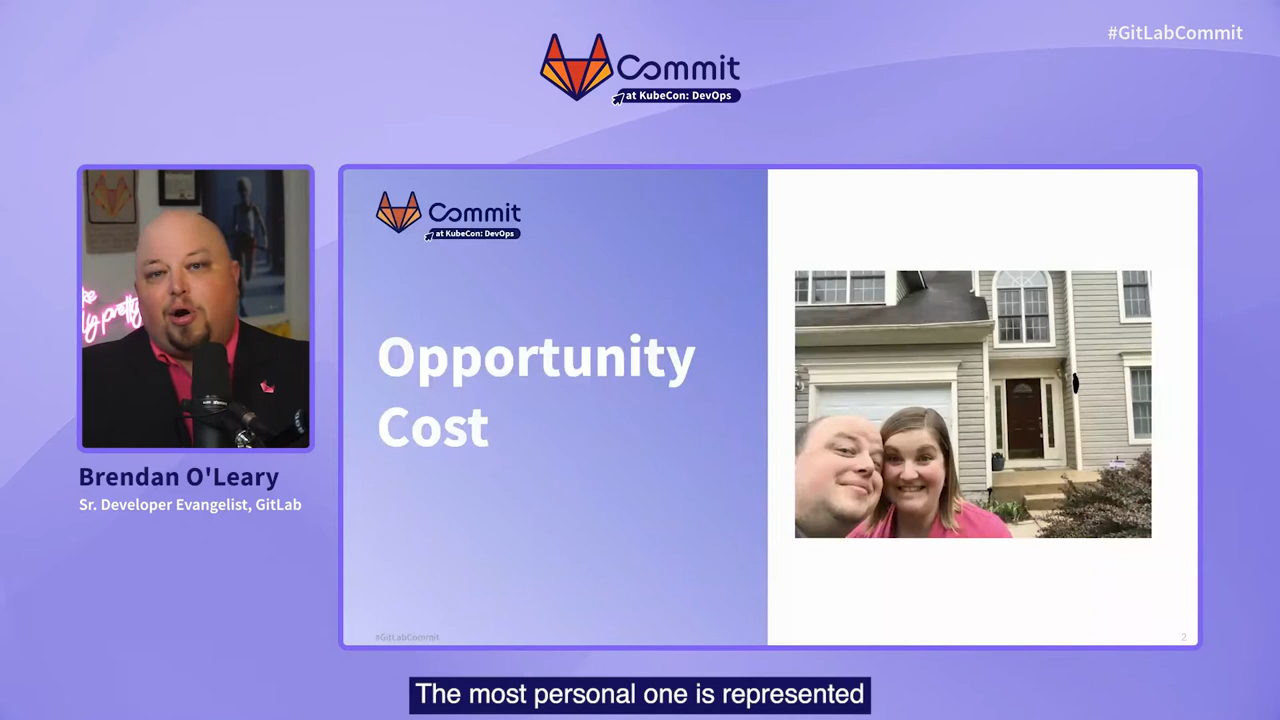 #GitLabCommit
Commit
at KubeCon: DevOps
Commit
at KubeCon: DevOps
Opportunity
Cost
Brendan O'Leary
Sr. Developer Evangelist, GitLab
#GitLabCommit
2
The most personal one is represented